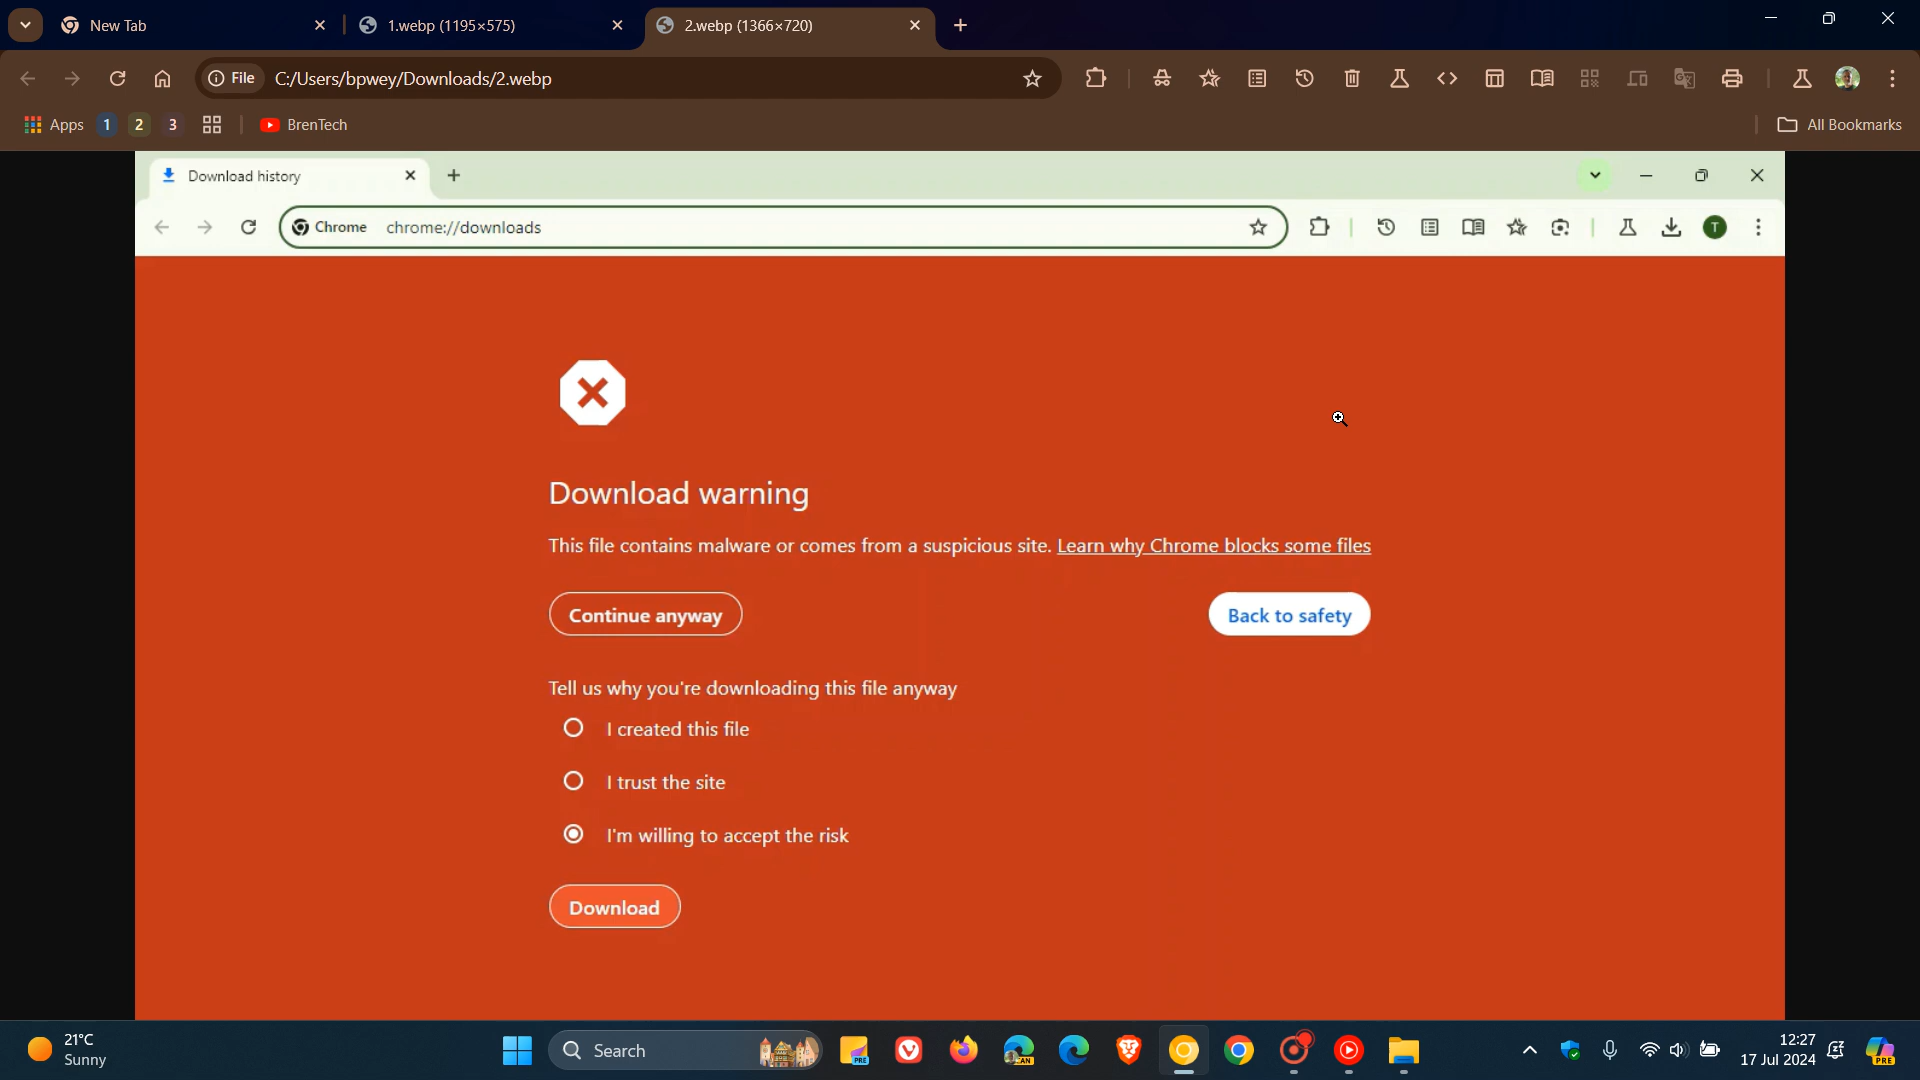 New Tab
1.webp (1195×575)
2.webp (1366×720)
File
C:/Users/bpwey/Downloads/2.webp
Apps
1
2
3
BrenTech
All Bookmarks
Download history
Chrome
chrome://downloads
T
Download warning
This file contains malware or comes from a suspicious site. Learn why Chrome blocks some files
Continue anyway
Back to safety
Tell us why you're downloading this file anyway
I created this file
I trust the site
I'm willing to accept the risk
Download
21°C
Sunny
Search
PRE
CAN
12:27
17 Jul 2024
PRE